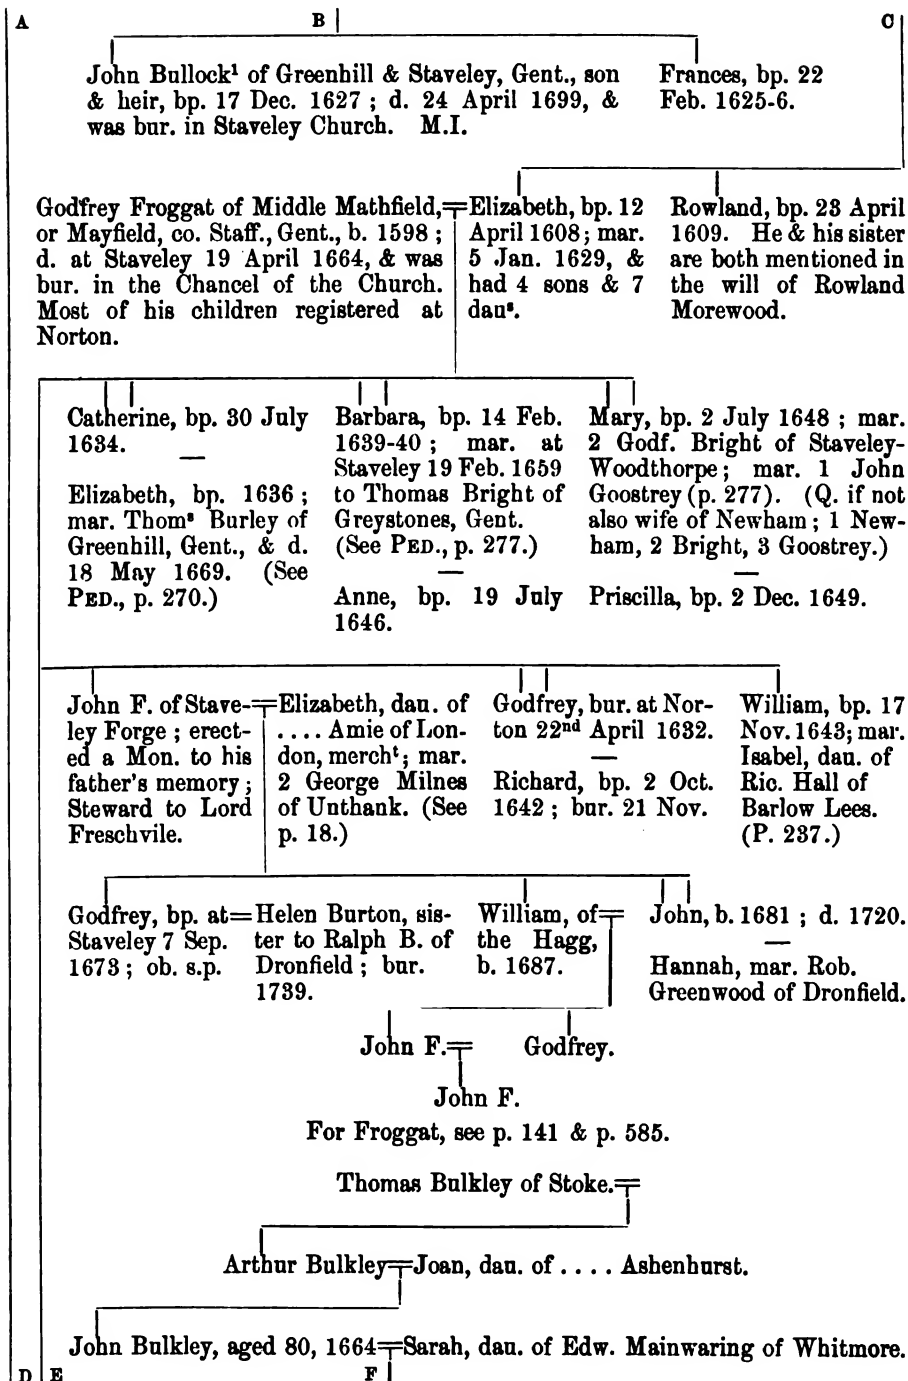 A B C
John Bullock¹ of Greenhill & Staveley, Gent., son
& heir, bp. 17 Dec. 1627 ; d. 24 April 1699, &
was bur. in Staveley Church. M.I.
Frances, bp. 22
Feb. 1625-6.
Godfrey Froggat of Middle Mathfield,
or Mayfield, co. Staff., Gent., b. 1598 ;
d. at Staveley 19 April 1664, & was
bur. in the Chancel of the Church.
Most of his children registered at
Norton.
Elizabeth, bp. 12
April 1608; mar.
5 Jan. 1629, &
had 4 sons & 7
dauˢ.
Rowland, bp. 23 April
1609. He & his sister
are both mentioned in
the will of Rowland
Morewood.
Catherine, bp. 30 July
1634.
—
Elizabeth, bp. 1636 ;
mar. Thomˢ Burley of
Greenhill, Gent., & d.
18 May 1669. (See
PED., p. 270.)
Barbara, bp. 14 Feb.
1639-40 ; mar. at
Staveley 19 Feb. 1659
to Thomas Bright of
Greystones, Gent.
(See PED., p. 277.)
—
Anne, bp. 19 July
1646.
Mary, bp. 2 July 1648 ; mar.
2 Godf. Bright of Staveley-
Woodthorpe; mar. 1 John
Goostrey (p. 277). (Q. if not
also wife of Newham ; 1 New-
ham, 2 Bright, 3 Goostrey.)
—
Priscilla, bp. 2 Dec. 1649.
John F. of Stave-
ley Forge ; erect-
ed a Mon. to his
father's memory ;
Steward to Lord
Freschvile.
Elizabeth, dau. of
.... Amie of Lon-
don, merchᵗ; mar.
2 George Milnes
of Unthank. (See
p. 18.)
Godfrey, bur. at Nor-
ton 22ⁿᵈ April 1632.
—
Richard, bp. 2 Oct.
1642 ; bur. 21 Nov.
William, bp. 17
Nov. 1643; mar.
Isabel, dau. of
Ric. Hall of
Barlow Lees.
(P. 237.)
Godfrey, bp. at
Staveley 7 Sep.
1673 ; ob. s.p.
=Helen Burton, sis-
ter to Ralph B. of
Dronfield ; bur.
1739.
William, of
the Hagg,
b. 1687.
John, b. 1681 ; d. 1720.
—
Hannah, mar. Rob.
Greenwood of Dronfield.
John F. Godfrey.
John F.
For Froggat, see p. 141 & p. 585.
Thomas Bulkley of Stoke.
Arthur Bulkley Joan, dau. of .... Ashenhurst.
John Bulkley, aged 80, 1664 Sarah, dau. of Edw. Mainwaring of Whitmore.
D E F